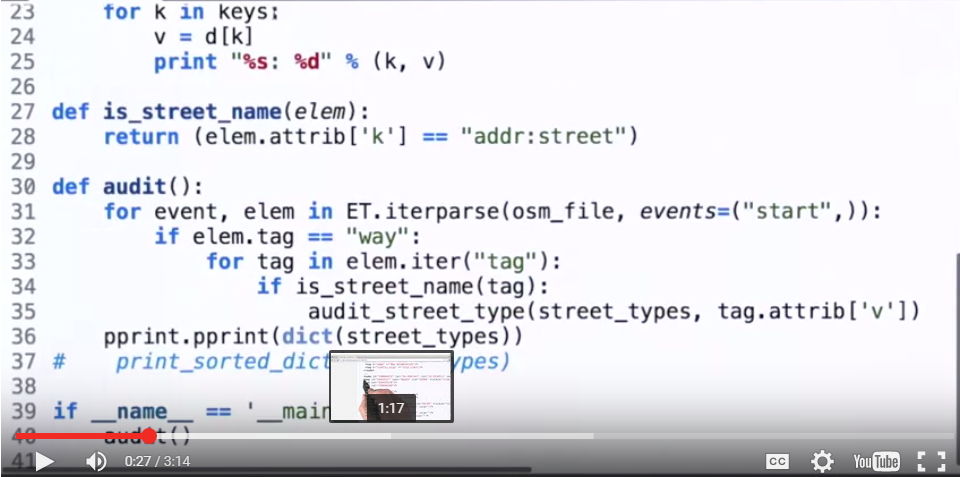 23     for k in keys:
24         v = d[k]
25         print "%s: %d" % (k, v)
26
27 def is_street_name(elem):
28     return (elem.attrib['k'] == "addr:street")
29
30 def audit():
31     for event, elem in ET.iterparse(osm_file, events=("start",)):
32         if elem.tag == "way":
33             for tag in elem.iter("tag"):
34                 if is_street_name(tag):
35                     audit_street_type(street_types, tag.attrib['v'])
36     pprint.pprint(dict(street_types))
37 #    print_sorted_dict ypes)
38
39 if __name__ == '__main
1:17
40     audit()
41
0:27 / 3:14 CC YouTube